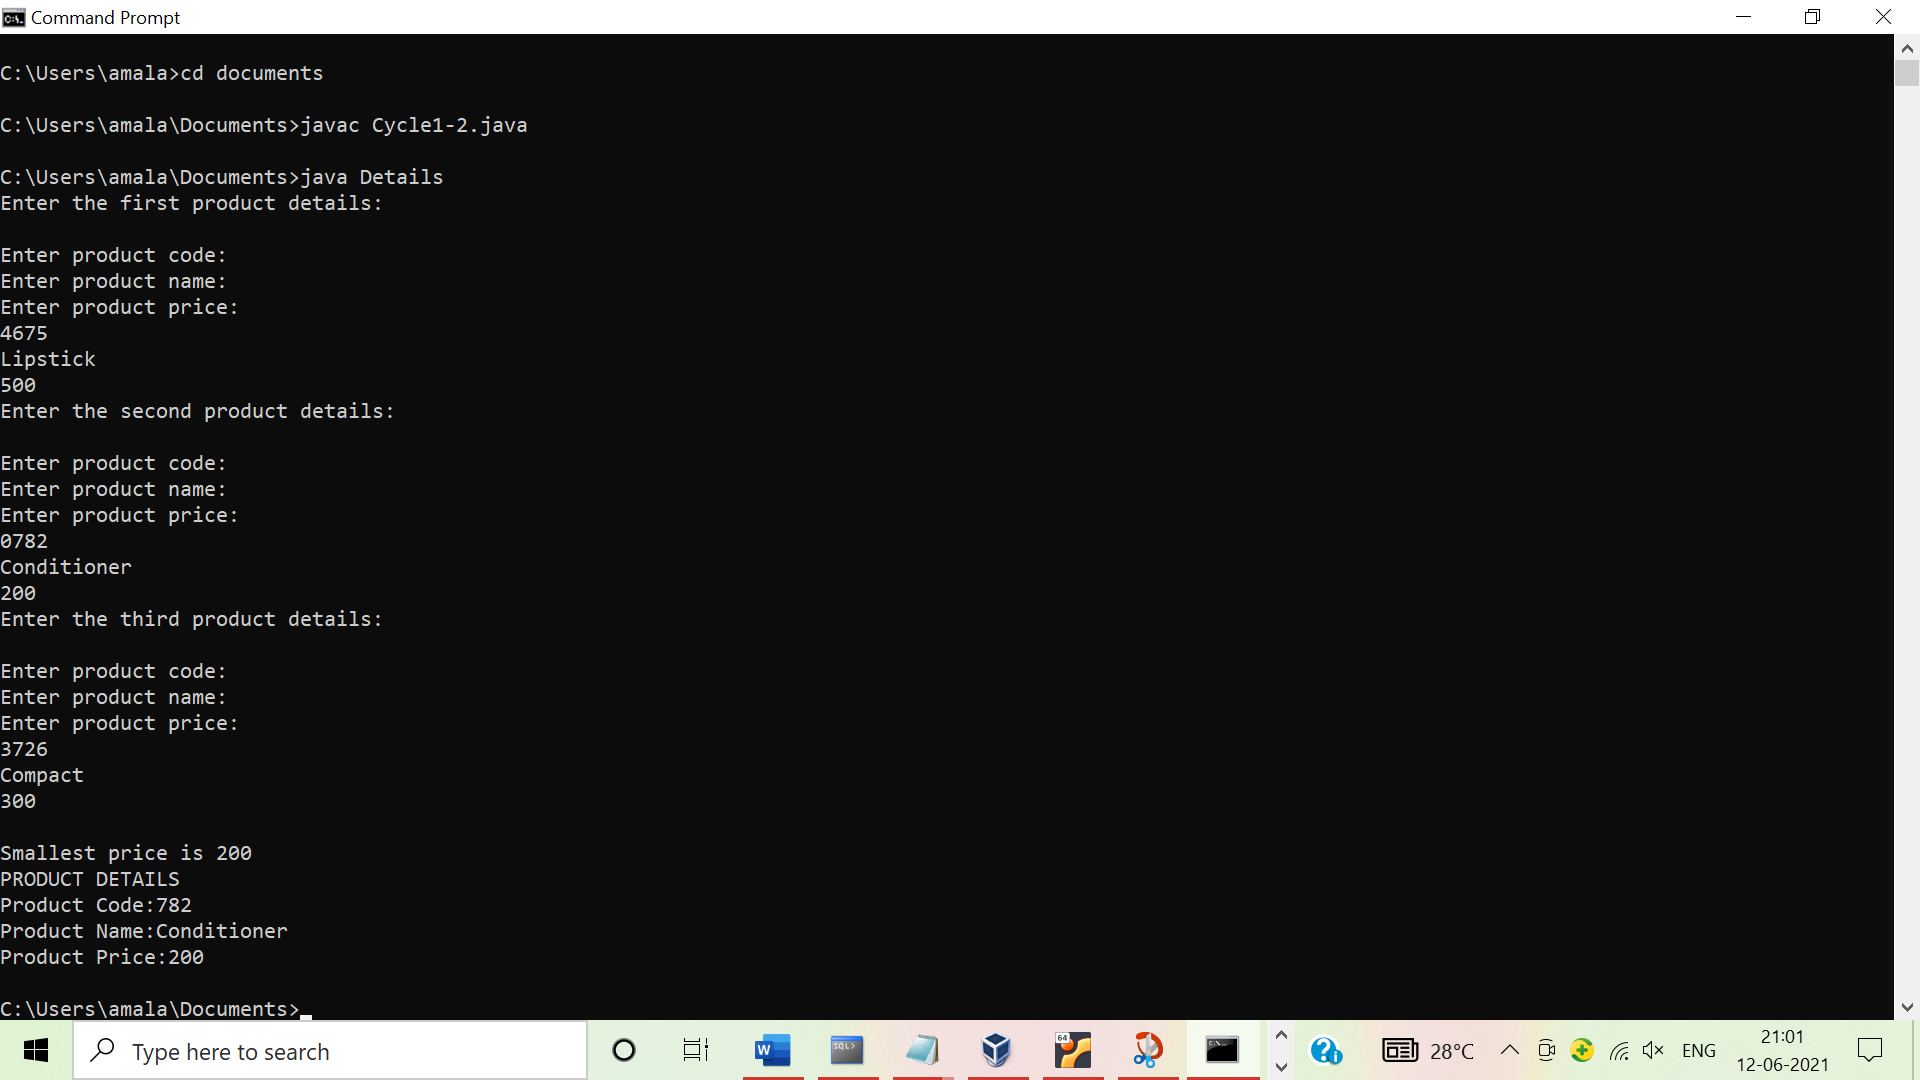 Command Prompt
C:\Users\amala>cd documents
C:\Users\amala\Documents>javac Cycle1-2.java
C:\Users\amala\Documents>java Details
Enter the first product details:
Enter product code:
Enter product name:
Enter product price:
4675
Lipstick
500
Enter the second product details:
Enter product code:
Enter product name:
Enter product price:
0782
Conditioner
200
Enter the third product details:
Enter product code:
Enter product name:
Enter product price:
3726
Compact
300
Smallest price is 200
PRODUCT DETAILS
Product Code:782
Product Name:Conditioner
Product Price:200
C:\Users\amala\Documents>
Type here to search
W
SQL>
64
28°C
ENG
21:01
12-06-2021